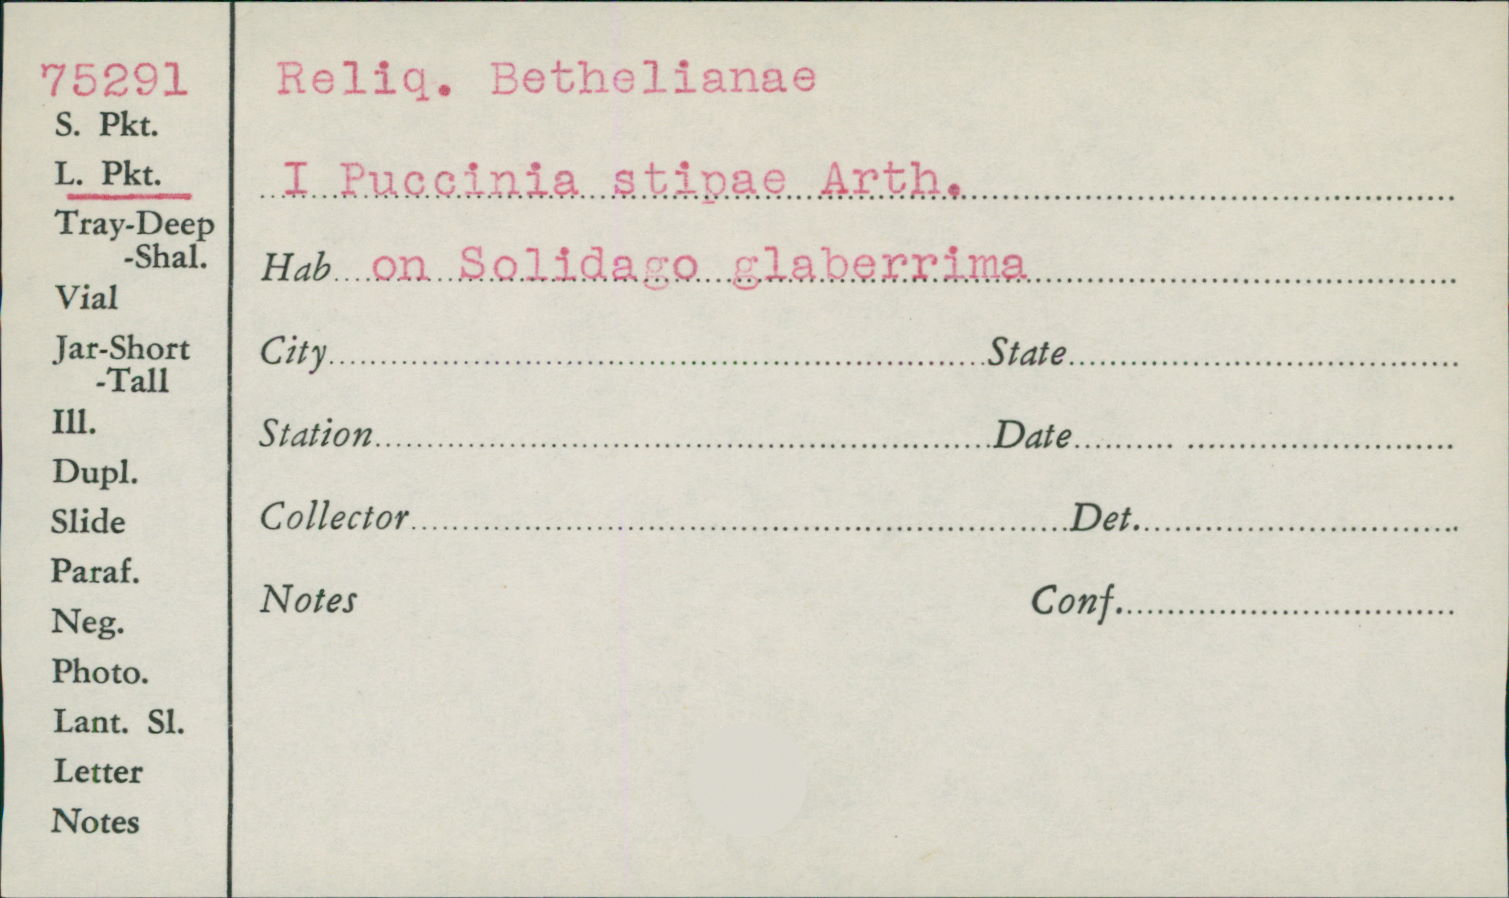 75291
S. Pkt.
L. Pkt.
Tray-Deep
-Shal.
Vial
Jar-Short
-Tall
Ill.
Dupl.
Slide
Paraf.
Neg.
Photo.
Lant. Sl.
Letter
Notes
Reliq. Bethelianae
I Puccinia stipae Arth.
Hab on Solidago glaberrima
City State
Station Date
Collector Det.
Notes Conf.